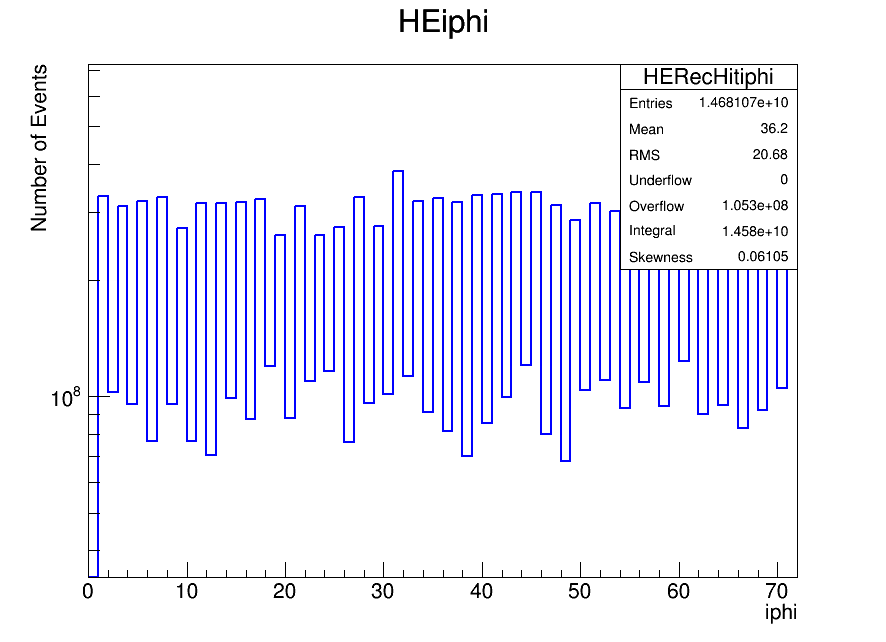 HEiphi
Number of Events
HERecHitiphi
Entries 1.468107e+10
Mean 36.2
RMS 20.68
Underflow 0
Overflow 1.053e+08
Integral 1.458e+10
Skewness 0.06105
10^8
0 10 20 30 40 50 60 70
iphi